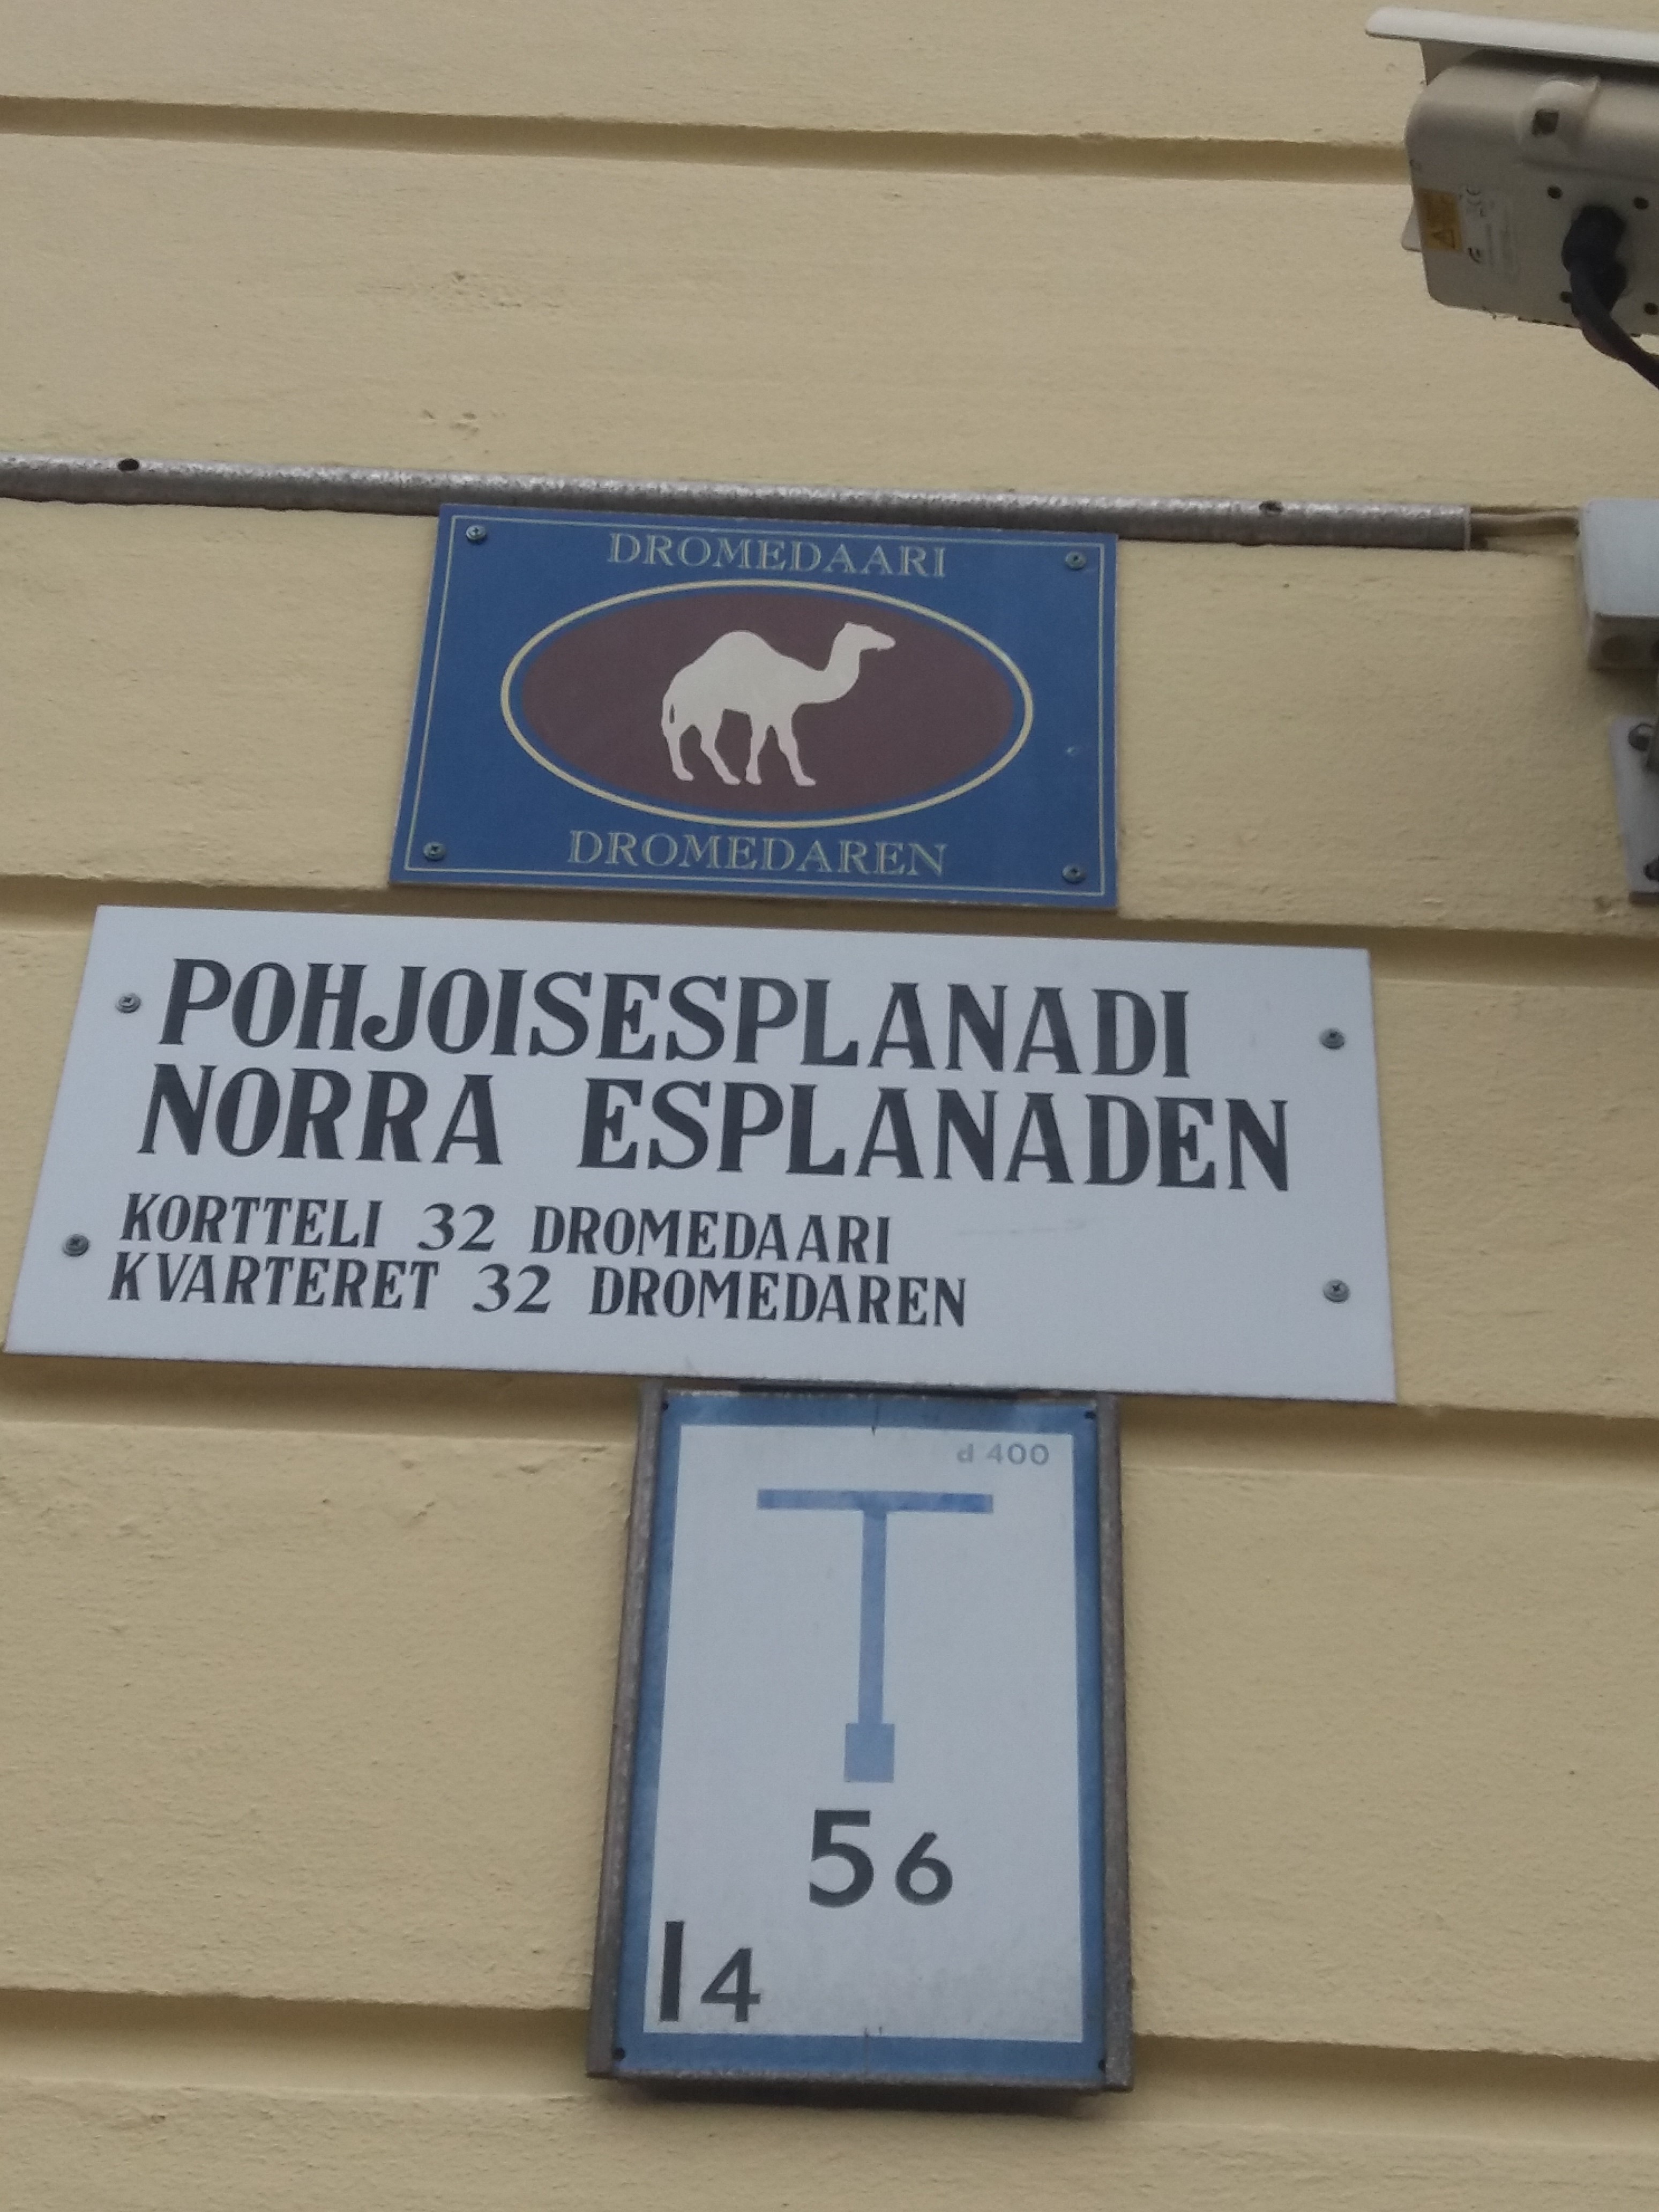 DROMEDAARI
DROMEDAREN
POHJOISESPLANADI
NORRA ESPLANADEN
KORTTELI 32 DROMEDAARI
KVARTERET 32 DROMEDAREN
d 400
56
14